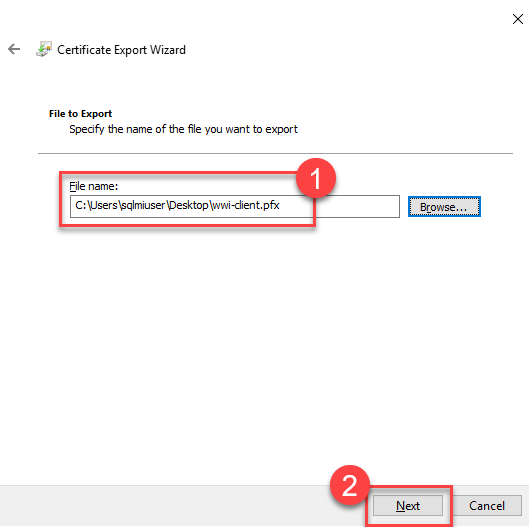 Certificate Export Wizard
File to Export
Specify the name of the file you want to export
1
File name:
C:\Users\sqlmiuser\Desktop\wwi-client.pfx
Browse...
2
Next
Cancel